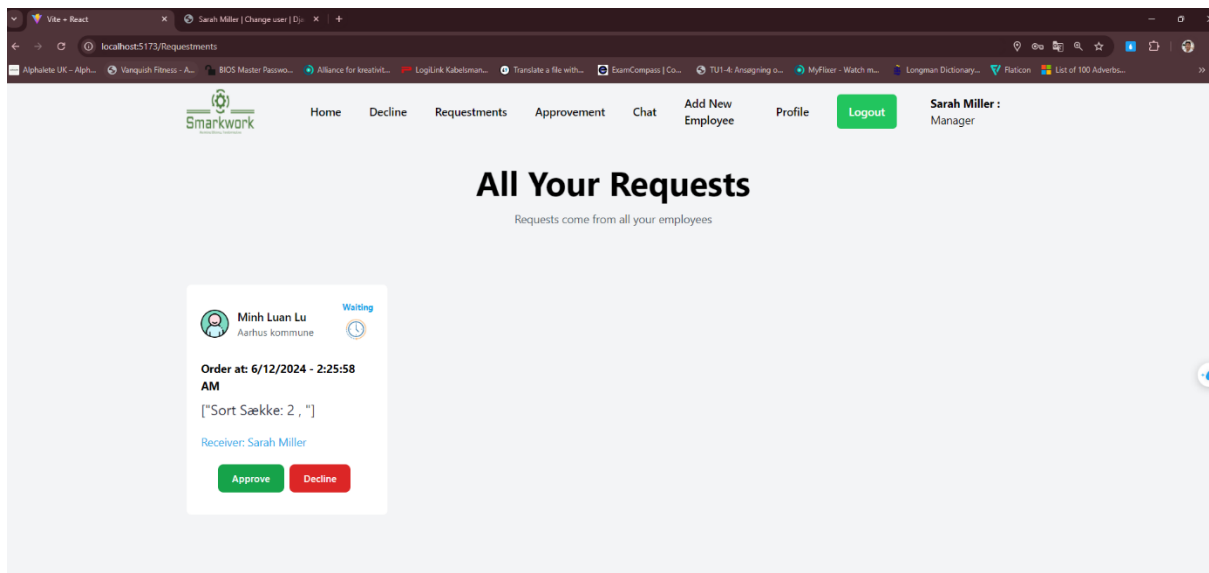 Vite + React
Sarah Miller | Change user | Dja
localhost:5173/Requestments
Alphalete UK – Alph... Vanquish Fitness - A... BIOS Master Passwo... Alliance for kreativit... LogiLink Kabelsman... Translate a file with... ExamCompass | Co... TU1-4: Ansøgning o... MyFlixer - Watch m... Longman Dictionary... Flaticon List of 100 Adverbs...
Smarkwork
Home Decline Requestments Approvement Chat Add New Employee Profile Logout
Sarah Miller :
Manager
All Your Requests
Requests come from all your employees
Waiting
Minh Luan Lu
Aarhus kommune
Order at: 6/12/2024 - 2:25:58
AM
["Sort Sække: 2 , "]
Receiver: Sarah Miller
Approve Decline